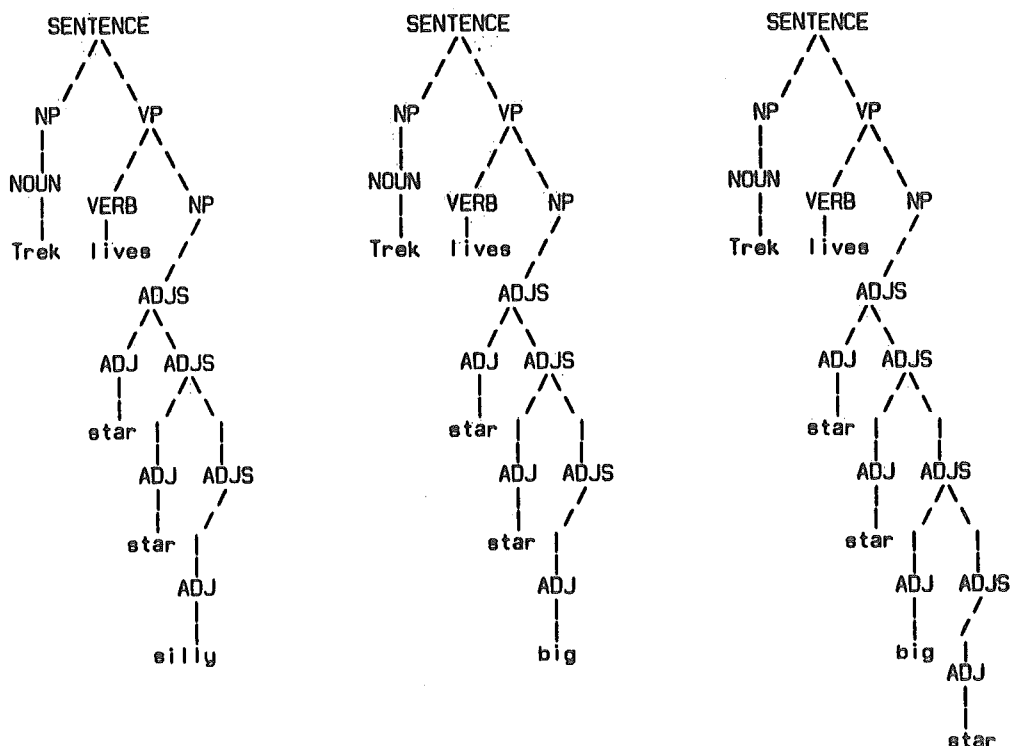 SENTENCE SENTENCE SENTENCE
NP VP NP VP NP VP
NOUN NOUN NOUN
VERB NP VERB NP VERB NP
Trek lives Trek lives Trek lives
ADJS ADJS ADJS
ADJ ADJS ADJ ADJS ADJ ADJS
star star star
ADJ ADJS ADJ ADJS ADJ ADJS
star star star
ADJ ADJ ADJ ADJS
silly big big
ADJ
star